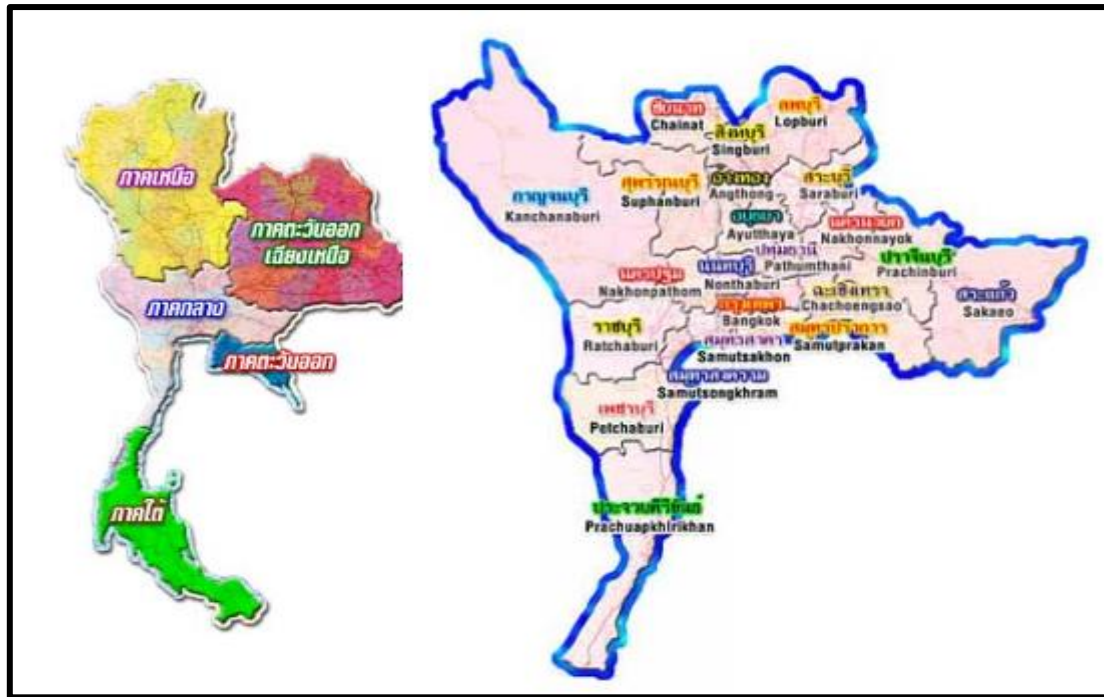 ภาคเหนือ
ภาคตะวันออก
เฉียงเหนือ
ภาคกลาง
ภาคตะวันออก
ภาคใต้
ชัยนาท
Chainat
ลพบุรี
Lopburi
สิงหบุรี
Singburi
กาญจนบุรี
Kanchanaburi
สุพรรณบุรี
Suphanburi
อ่างทอง
Angthong
สระบุรี
Saraburi
อยุธยา
Ayutthaya
นครนายก
Nakhonnayok
ปทุมธานี
Pathumthani
ปราจีนบุรี
Prachinburi
นครปฐม
Nakhonpathom
นนทบุรี
Nonthaburi
ฉะเชิงเทรา
Chachoengsao
สระแก้ว
Sakaeo
กรุงเทพฯ
Bangkok
ราชบุรี
Ratchaburi
สมุทรสาคร
Samutsakhon
สมุทรปราการ
Samutprakan
สมุทรสงคราม
Samutsongkhram
เพชรบุรี
Petchaburi
ประจวบคีรีขันธ์
Prachuapkhirikhan